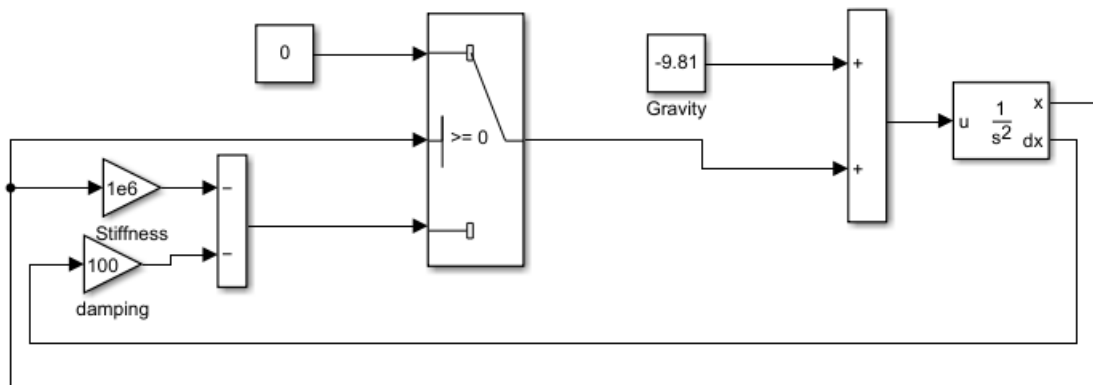 0
-9.81
Gravity
+
+
u
1
s²
x
dx
>= 0
1e6
Stiffness
100
damping
−
−